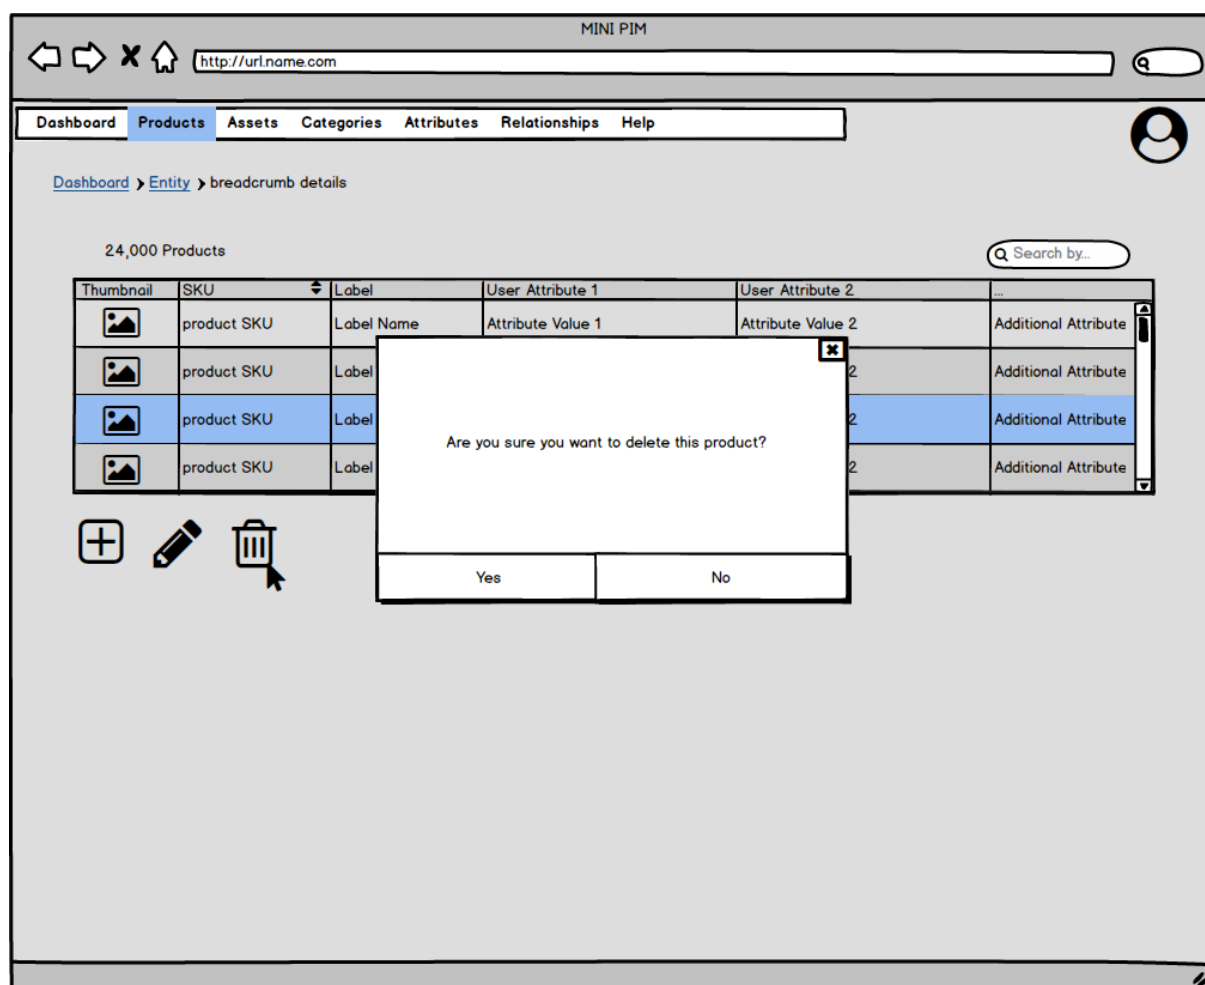 MINI PIM
http://url.name.com
Dashboard Products Assets Categories Attributes Relationships Help
Dashboard Entity breadcrumb details
24,000 Products
Search by...
Thumbnail SKU Label User Attribute 1 User Attribute 2 ...
product SKU Label Name Attribute Value 1 Attribute Value 2 Additional Attribute
product SKU Label 2 Additional Attribute
product SKU Label 2 Additional Attribute
product SKU Label 2 Additional Attribute
Are you sure you want to delete this product?
Yes No